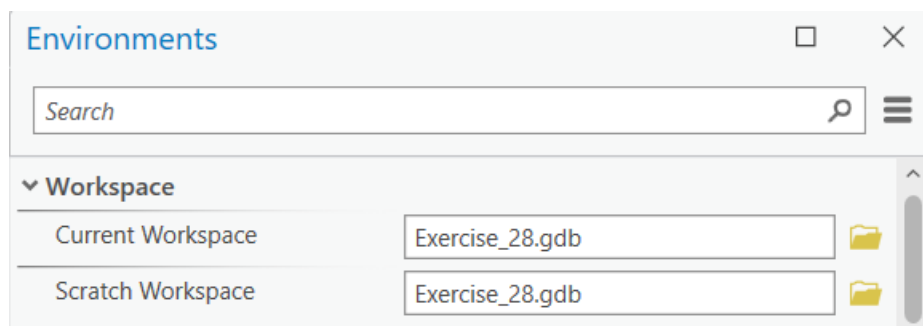 Environments
Search
Workspace
Current Workspace Exercise_28.gdb
Scratch Workspace Exercise_28.gdb